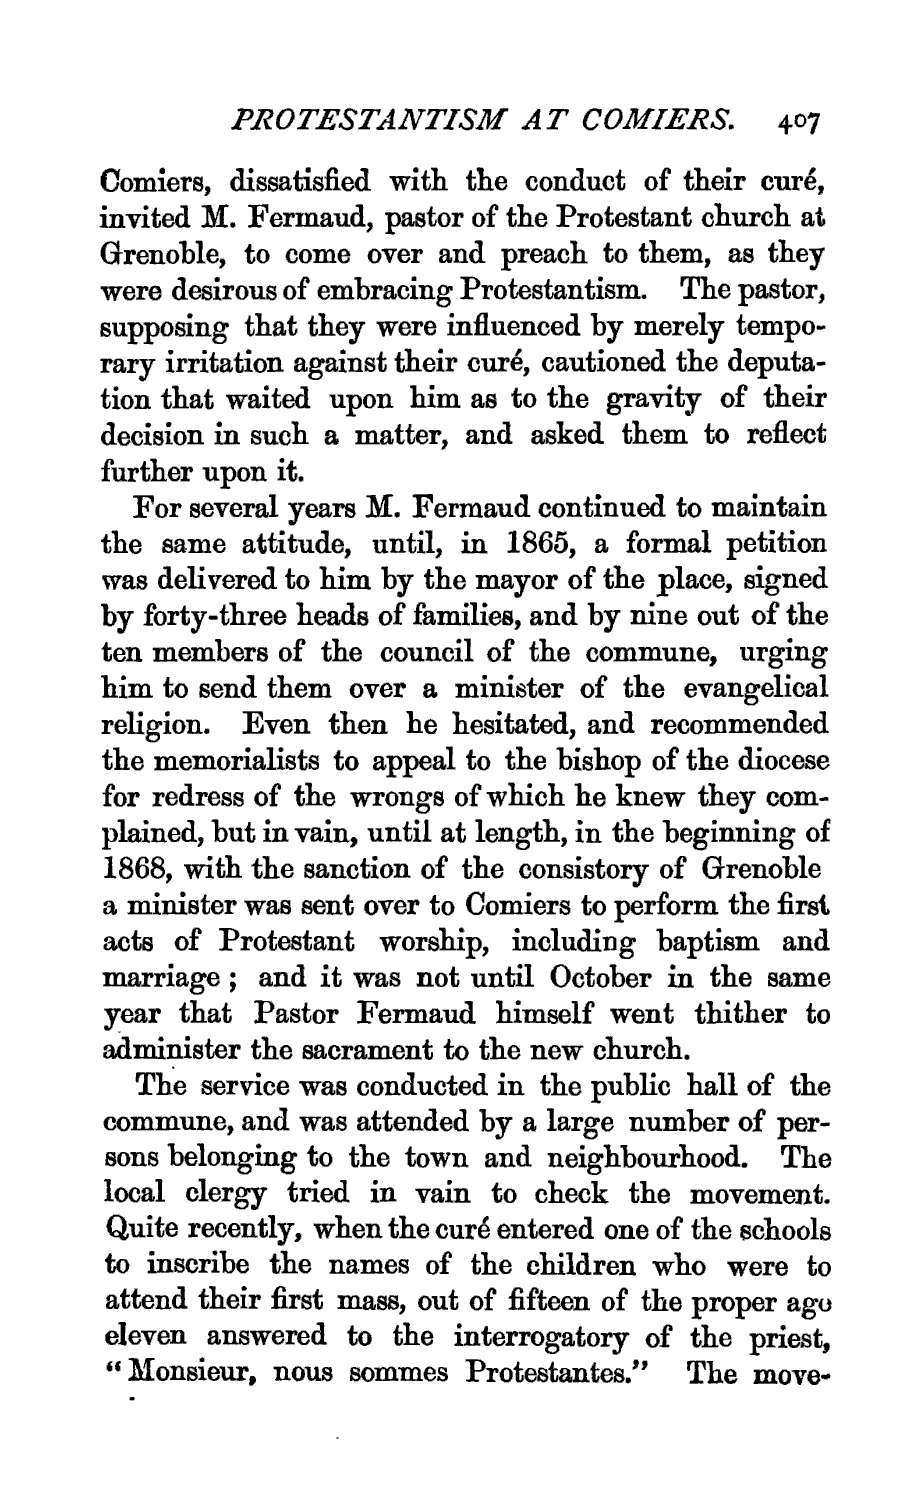 PROTESTANTISM AT COMIERS. 407
Comiers, dissatisfied with the conduct of their curé,
invited M. Fermaud, pastor of the Protestant church at
Grenoble, to come over and preach to them, as they
were desirous of embracing Protestantism. The pastor,
supposing that they were influenced by merely tempo-
rary irritation against their curé, cautioned the deputa-
tion that waited upon him as to the gravity of their
decision in such a matter, and asked them to reflect
further upon it.
For several years M. Fermaud continued to maintain
the same attitude, until, in 1865, a formal petition
was delivered to him by the mayor of the place, signed
by forty-three heads of families, and by nine out of the
ten members of the council of the commune, urging
him to send them over a minister of the evangelical
religion. Even then he hesitated, and recommended
the memorialists to appeal to the bishop of the diocese
for redress of the wrongs of which he knew they com-
plained, but in vain, until at length, in the beginning of
1868, with the sanction of the consistory of Grenoble
a minister was sent over to Comiers to perform the first
acts of Protestant worship, including baptism and
marriage ; and it was not until October in the same
year that Pastor Fermaud himself went thither to
administer the sacrament to the new church.
The service was conducted in the public hall of the
commune, and was attended by a large number of per-
sons belonging to the town and neighbourhood. The
local clergy tried in vain to check the movement.
Quite recently, when the curé entered one of the schools
to inscribe the names of the children who were to
attend their first mass, out of fifteen of the proper age
eleven answered to the interrogatory of the priest,
“Monsieur, nous sommes Protestantes.” The move-